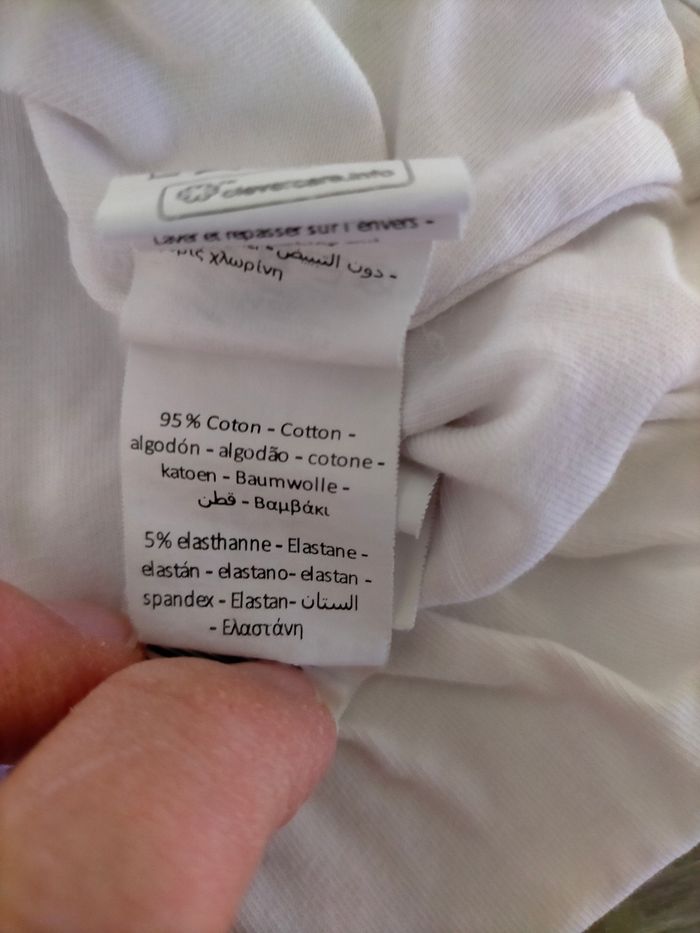 clevercare.info
Laver et repasser sur l'envers -
χλωρίνη دون التبييض -
95% Coton - Cotton -
algodón - algodão - cotone -
katoen - Baumwolle -
قطن - Βαμβάκι
5% elasthanne - Elastane -
elastán - elastano- elastan -
spandex - Elastan- الستان
- Ελαστάνη